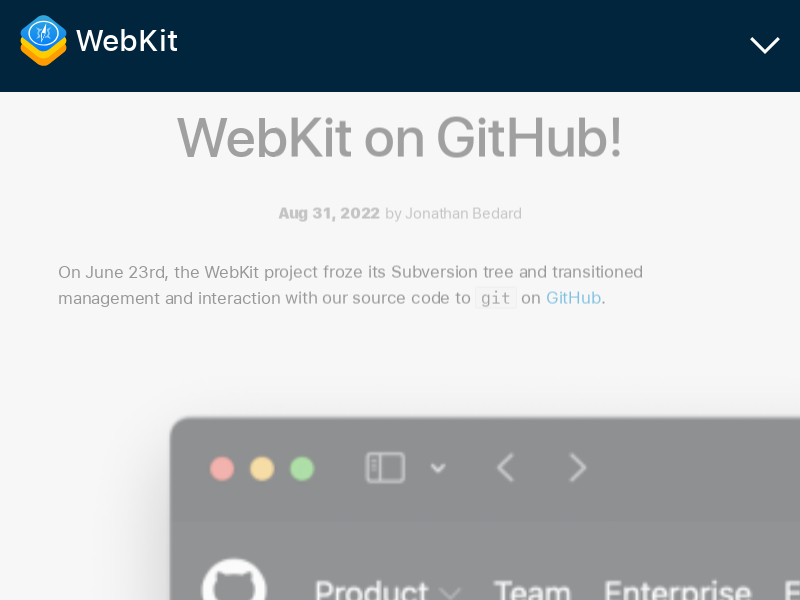 WebKit
WebKit on GitHub!
Aug 31, 2022 by Jonathan Bedard
On June 23rd, the WebKit project froze its Subversion tree and transitioned
management and interaction with our source code to git on GitHub.
Product Team Enterprise